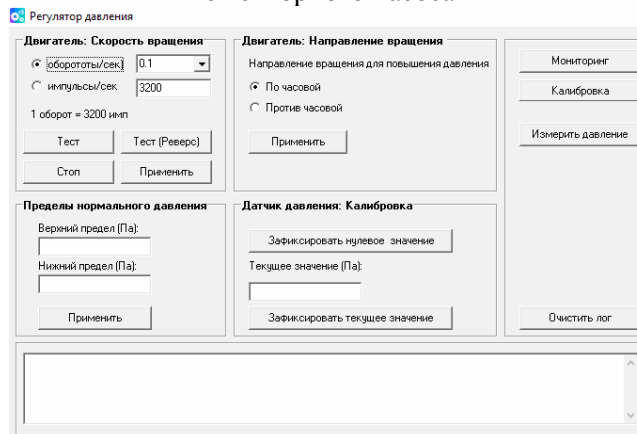 Регулятор давления
Двигатель: Скорость вращения
оборототы/сек
0.1
импульсы/сек
3200
1 оборот = 3200 имп
Тест
Тест (Реверс)
Стоп
Применить
Двигатель: Направление вращения
Направление вращения для повышения давления
По часовой
Против часовой
Применить
Мониторинг
Калибровка
Измерить давление
Пределы нормального давления
Верхний предел (Па):
Нижний предел (Па):
Применить
Датчик давления: Калибровка
Зафиксировать нулевое значение
Текущее значение (Па):
Зафиксировать текущее значение
Очистить лог